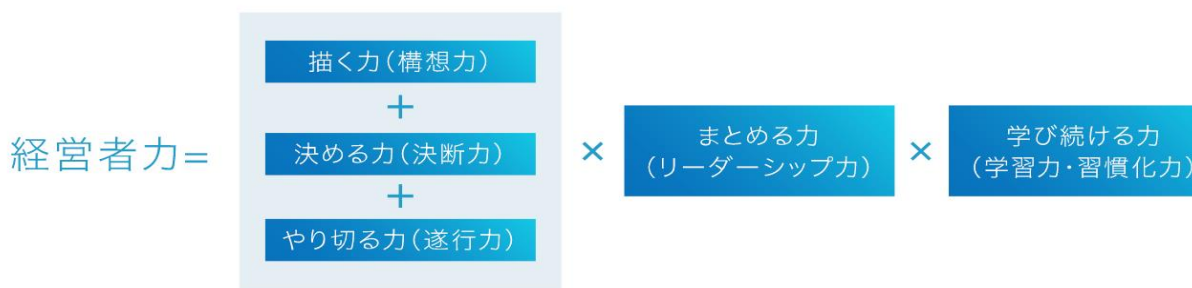 経営者力=
描く力(構想力)
+
決める力(決断力)
+
やり切る力(遂行力)
×
まとめる力
(リーダーシップ力)
×
学び続ける力
(学習力・習慣化力)